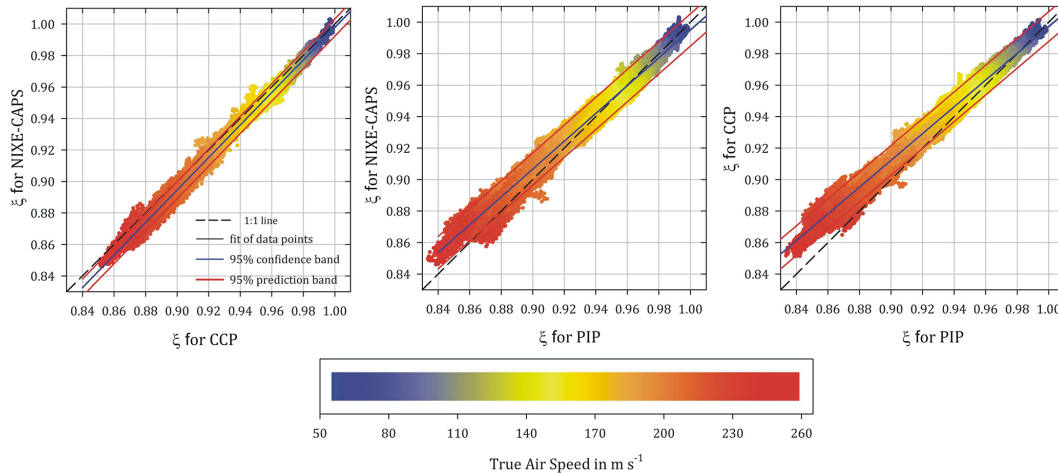 1.00
0.98
0.96
0.94
0.92
0.90
0.88
0.86
0.84
ξ for NIXE-CAPS
0.84 0.86 0.88 0.90 0.92 0.94 0.96 0.98 1.00
ξ for CCP
1:1 line
fit of data points
95% confidence band
95% prediction band
1.00
0.98
0.96
0.94
0.92
0.90
0.88
0.86
0.84
ξ for NIXE-CAPS
0.84 0.86 0.88 0.90 0.92 0.94 0.96 0.98 1.00
ξ for PIP
1.00
0.98
0.96
0.94
0.92
0.90
0.88
0.86
0.84
ξ for CCP
0.84 0.86 0.88 0.90 0.92 0.94 0.96 0.98 1.00
ξ for PIP
50 80 110 140 170 200 230 260
True Air Speed in m s⁻¹